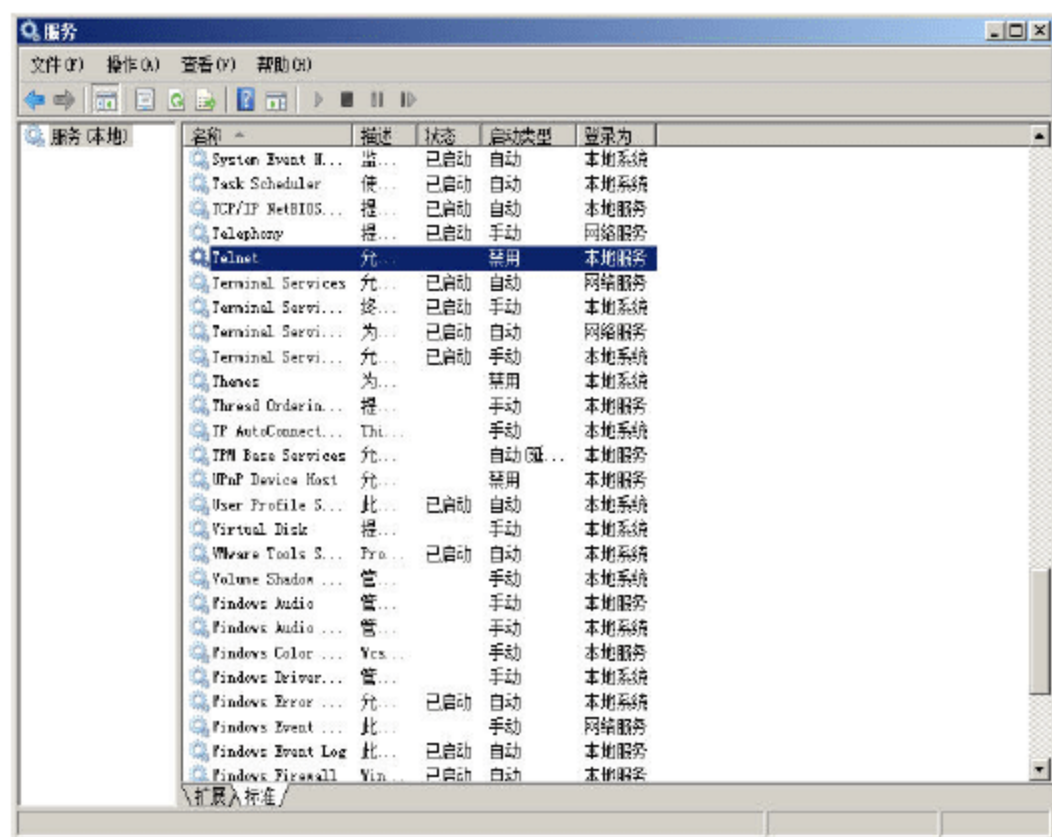 服务
文件(F) 操作(A) 查看(V) 帮助(H)
服务(本地)
名称 描述 状态 启动类型 登录为
System Event N... 监... 已启动 自动 本地系统
Task Scheduler 使... 已启动 自动 本地系统
TCP/IP NetBIOS... 提... 已启动 自动 本地服务
Telephony 提... 已启动 手动 网络服务
Telnet 允... 禁用 本地服务
Terminal Services 允... 已启动 自动 网络服务
Terminal Servi... 终... 已启动 手动 本地系统
Terminal Servi... 为... 已启动 自动 网络服务
Terminal Servi... 允... 已启动 手动 本地系统
Themes 为... 禁用 本地系统
Thread Orderin... 提... 手动 本地服务
TP AutoConnect... Thi... 手动 本地系统
TPM Base Services 允... 自动(延... 本地服务
UPnP Device Host 允... 禁用 本地服务
User Profile S... 此... 已启动 自动 本地系统
Virtual Disk 提... 手动 本地系统
VMware Tools S... Pro... 已启动 自动 本地系统
Volume Shadow ... 管... 手动 本地系统
Windows Audio 管... 手动 本地服务
Windows Audio ... 管... 手动 本地系统
Windows Color ... Wcs... 手动 本地服务
Windows Driver... 管... 手动 本地系统
Windows Error ... 允... 已启动 自动 本地系统
Windows Event ... 此... 手动 网络服务
Windows Event Log 此... 已启动 自动 本地服务
Windows Firewall Win... 已启动 自动 本地服务
扩展 标准